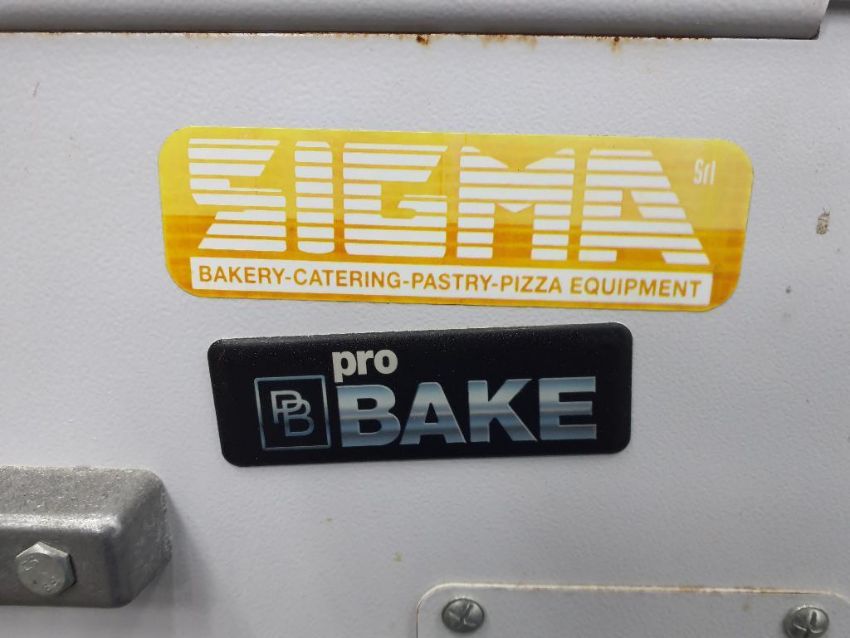 SIGMA Srl
BAKERY-CATERING-PASTRY-PIZZA EQUIPMENT
pro
PB BAKE